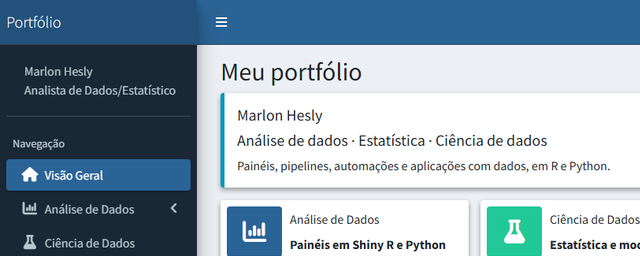 Portfólio
Marlon Hesly
Analista de Dados/Estatístico
Navegação
Visão Geral
Análise de Dados
Ciência de Dados
Meu portfólio
Marlon Hesly
Análise de dados · Estatística · Ciência de dados
Painéis, pipelines, automações e aplicações com dados, em R e Python.
Análise de Dados
Painéis em Shiny R e Python
Ciência de Dados
Estatística e mo